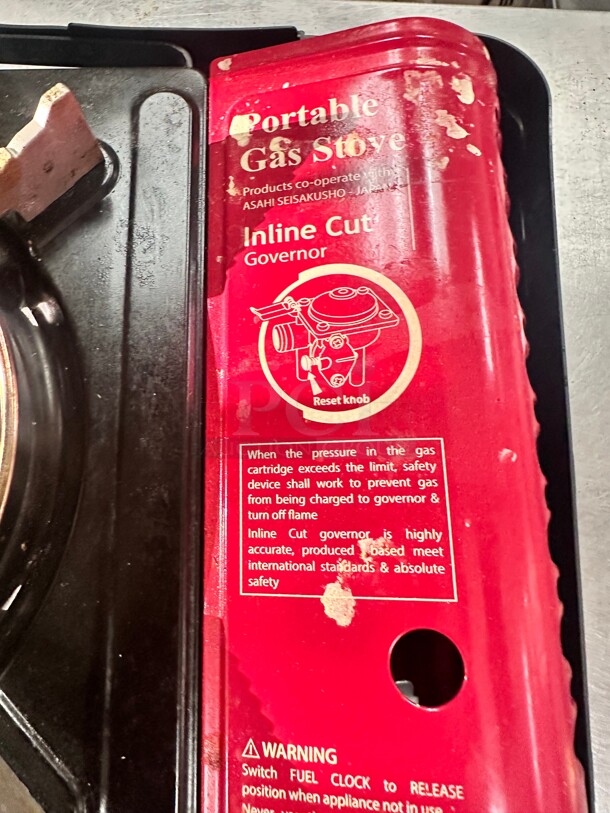 Portable
Gas Stove
Products co-operate with
ASAHI SEISAKUSHO - JAPAN
Inline Cut
Governor
Reset knob
PCI
When the pressure in the gas
cartridge exceeds the limit, safety
device shall work to prevent gas
from being charged to governor &
turn off flame
Inline Cut governor is highly
accurate, produced based meet
international standards & absolute
safety
⚠ WARNING
Switch FUEL CLOCK to RELEASE
position when appliance not in use
Never